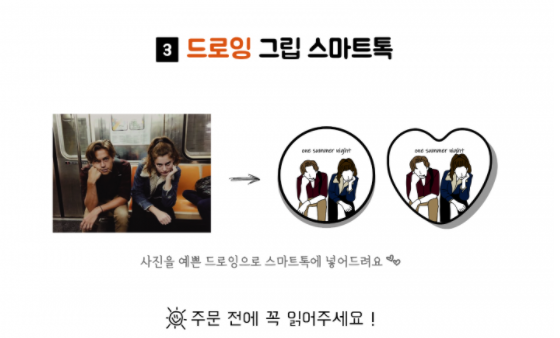 3 드로잉 그립 스마트톡
one summer night
one summer night
사진을 예쁜 드로잉으로 스마트톡에 넣어드려요
주문 전에 꼭 읽어주세요 !